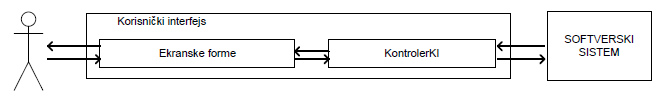 Korisnički interfejs
Ekranske forme
KontrolerKI
SOFTVERSKI
SISTEM